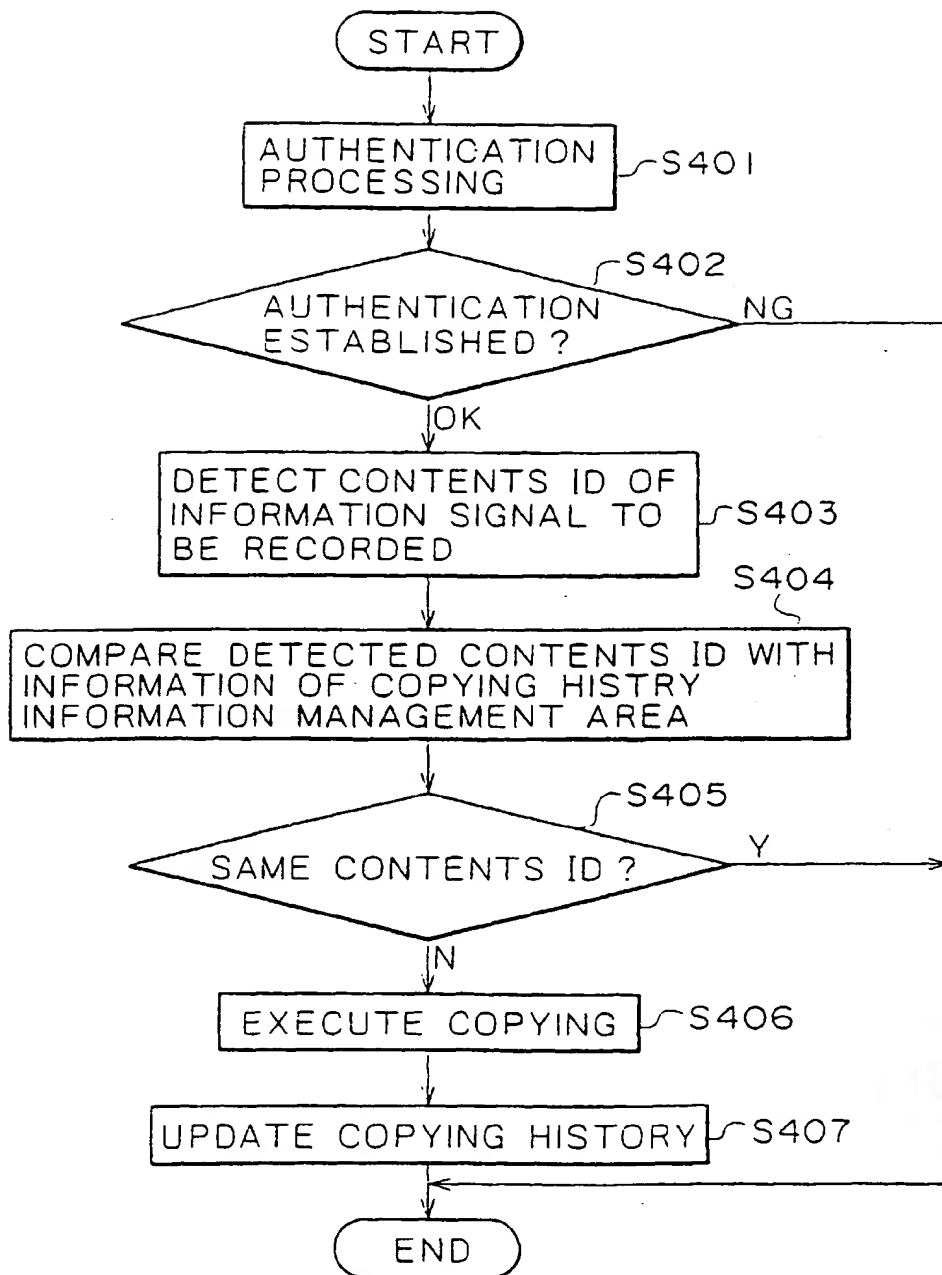 START
AUTHENTICATION
PROCESSING
S401
S402
AUTHENTICATION
ESTABLISHED ?
NG
OK
DETECT CONTENTS ID OF
INFORMATION SIGNAL TO
BE RECORDED
S403
S404
COMPARE DETECTED CONTENTS ID WITH
INFORMATION OF COPYING HISTRY
INFORMATION MANAGEMENT AREA
S405
SAME CONTENTS ID ?
Y
N
EXECUTE COPYING
S406
UPDATE COPYING HISTORY
S407
END